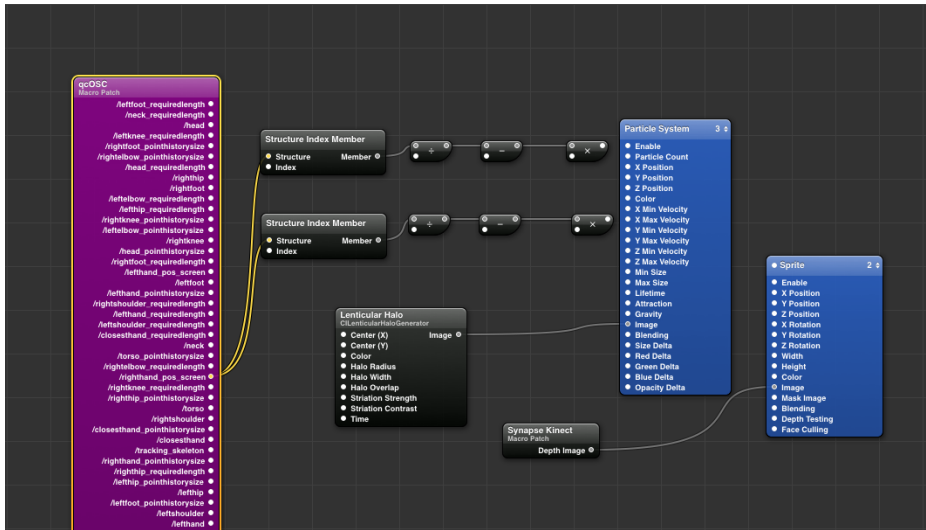 qcOSC
Macro Patch
/leftfoot_requiredlength
/neck_requiredlength
/head
/leftknee_requiredlength
/rightfoot_pointhistorysize
/rightelbow_pointhistorysize
/head_requiredlength
/righthip
/rightfoot
/leftelbow_requiredlength
/lefthip_requiredlength
/rightknee_pointhistorysize
/leftelbow_pointhistorysize
/rightknee
/head_pointhistorysize
/rightfoot_requiredlength
/lefthand_pos_screen
/leftfoot
/lefthand_pointhistorysize
/rightshoulder_requiredlength
/lefthand_requiredlength
/leftshoulder_requiredlength
/closesthand_requiredlength
/neck
/torso_pointhistorysize
/rightelbow_requiredlength
/righthand_pos_screen
/rightknee_requiredlength
/righthip_pointhistorysize
/torso
/rightshoulder
/closesthand_pointhistorysize
/closesthand
/tracking_skeleton
/righthand_pointhistorysize
/righthip_requiredlength
/lefthip_pointhistorysize
/lefthip
/leftfoot_pointhistorysize
/leftshoulder
/lefthand
Structure Index Member
Structure Member
Index
÷
−
×
Structure Index Member
Structure Member
Index
÷
−
×
Lenticular Halo
CILenticularHaloGenerator
Center (X) Image
Center (Y)
Color
Halo Radius
Halo Width
Halo Overlap
Striation Strength
Striation Contrast
Time
Synapse Kinect
Macro Patch
Depth Image
Particle System 3
Enable
Particle Count
X Position
Y Position
Z Position
Color
X Min Velocity
X Max Velocity
Y Min Velocity
Y Max Velocity
Z Min Velocity
Z Max Velocity
Min Size
Max Size
Lifetime
Attraction
Gravity
Image
Blending
Size Delta
Red Delta
Green Delta
Blue Delta
Opacity Delta
Sprite 2
Enable
X Position
Y Position
Z Position
X Rotation
Y Rotation
Z Rotation
Width
Height
Color
Image
Mask Image
Blending
Depth Testing
Face Culling